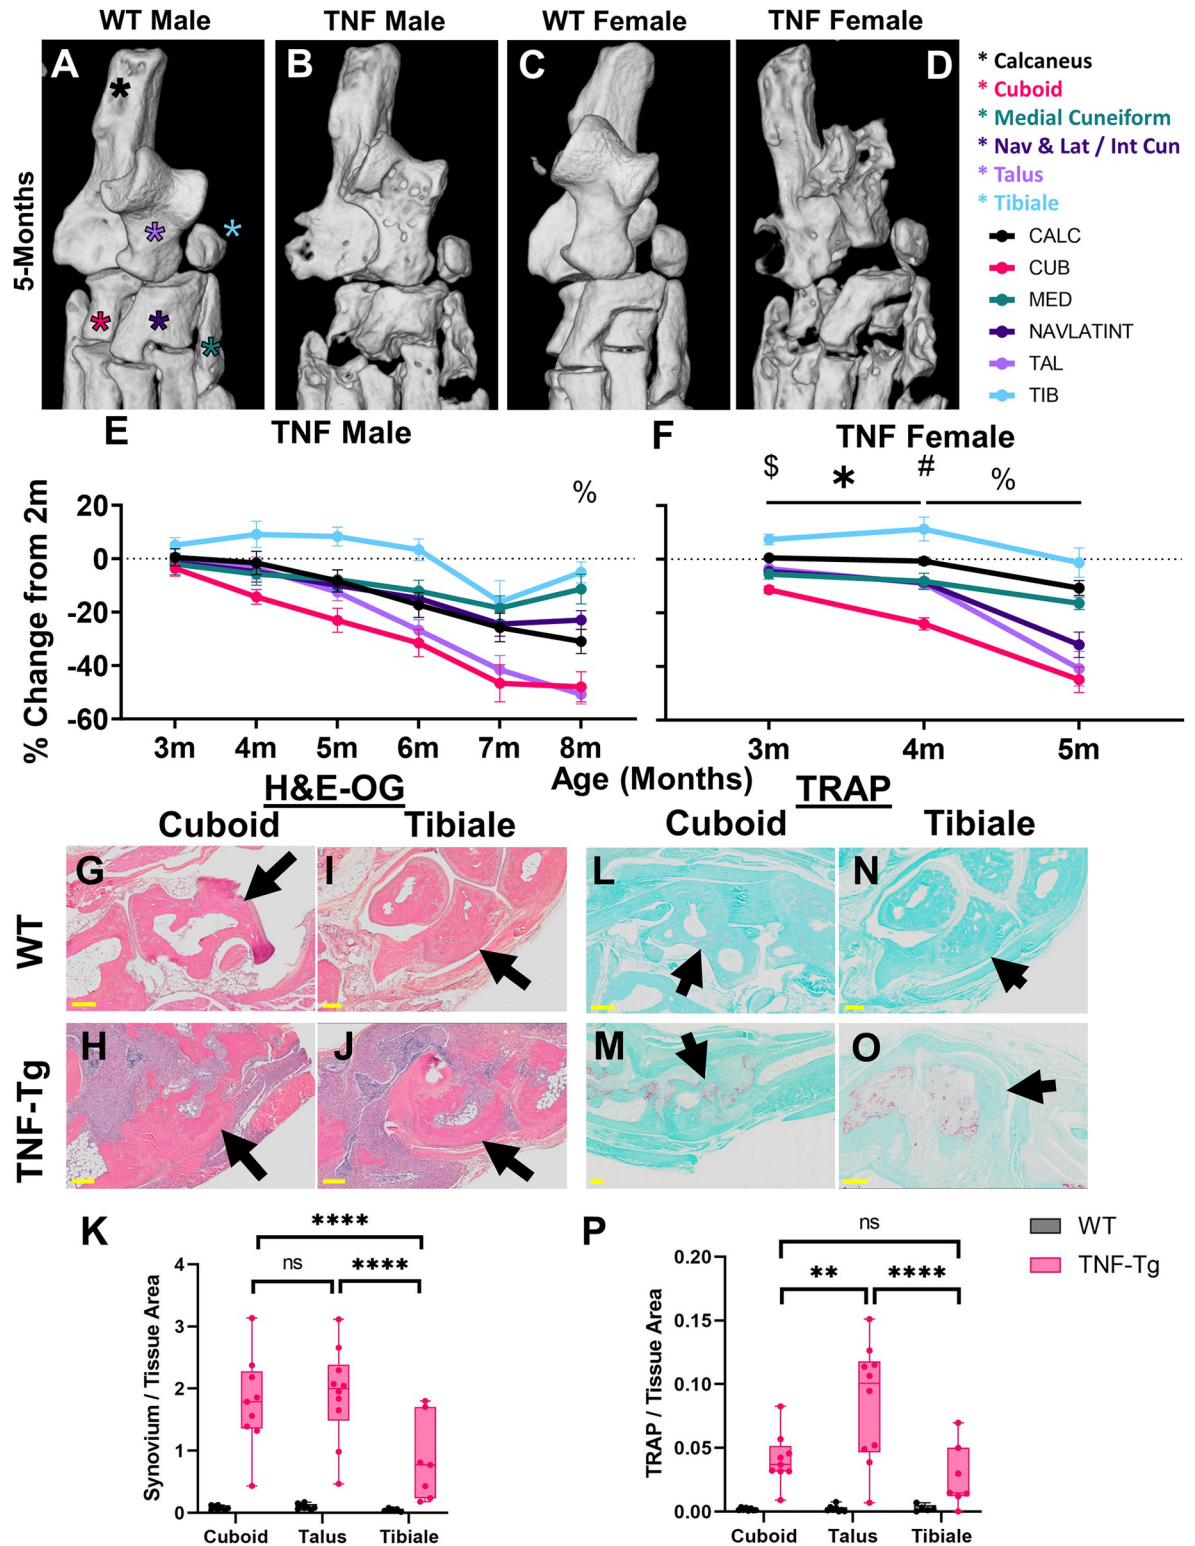 WT Male
TNF Male
WT Female
TNF Female
A
B
C
D
5-Months
* Calcaneus
* Cuboid
* Medial Cuneiform
* Nav & Lat / Int Cun
* Talus
* Tibiale
CALC
CUB
MED
NAVLATINT
TAL
TIB
E
TNF Male
F
TNF Female
% Change from 2m
20
0
-20
-40
-60
%
$
*
#
%
3m
4m
5m
6m
7m
8m
3m
4m
5m
Age (Months)
H&E-OG
TRAP
Cuboid
Tibiale
Cuboid
Tibiale
WT
TNF-Tg
G
I
L
N
H
J
M
O
K
****
ns
****
Synovium / Tissue Area
4
3
2
1
0
Cuboid
Talus
Tibiale
P
ns
**
****
TRAP / Tissue Area
0.20
0.15
0.10
0.05
0.00
Cuboid
Talus
Tibiale
WT
TNF-Tg